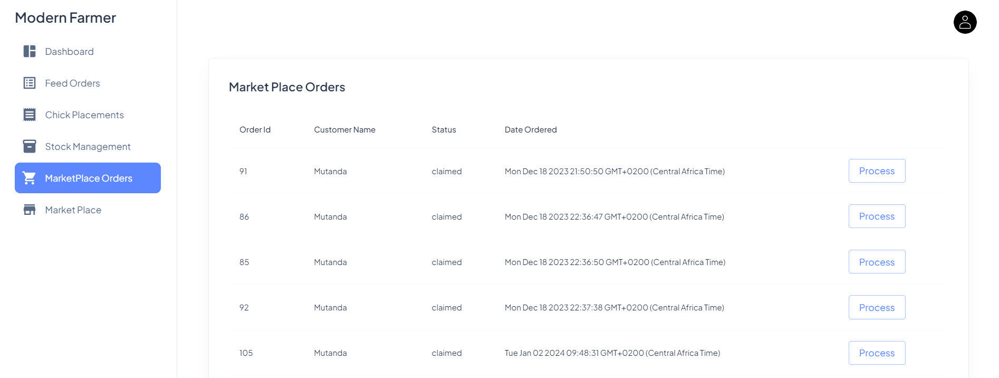 Modern Farmer
Dashboard
Feed Orders
Chick Placements
Stock Management
MarketPlace Orders
Market Place
Market Place Orders
Order Id Customer Name Status Date Ordered
91 Mutanda claimed Mon Dec 18 2023 21:50:50 GMT+0200 (Central Africa Time) Process
86 Mutanda claimed Mon Dec 18 2023 22:36:47 GMT+0200 (Central Africa Time) Process
85 Mutanda claimed Mon Dec 18 2023 22:36:50 GMT+0200 (Central Africa Time) Process
92 Mutanda claimed Mon Dec 18 2023 22:37:38 GMT+0200 (Central Africa Time) Process
105 Mutanda claimed Tue Jan 02 2024 09:48:31 GMT+0200 (Central Africa Time) Process